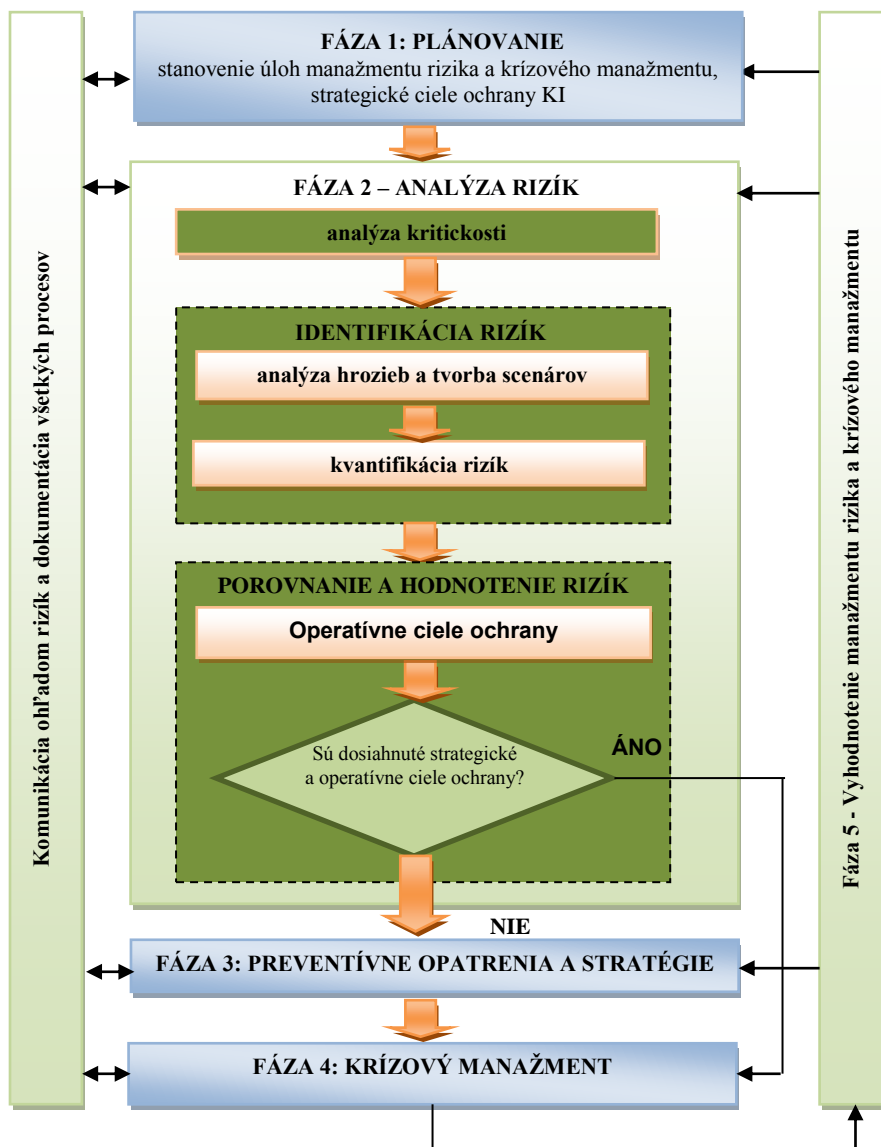 FÁZA 1: PLÁNOVANIE
stanovenie úloh manažmentu rizika a krízového manažmentu,
strategické ciele ochrany KI
FÁZA 2 – ANALÝZA RIZÍK
analýza kritickosti
IDENTIFIKÁCIA RIZÍK
analýza hrozieb a tvorba scenárov
kvantifikácia rizík
POROVNANIE A HODNOTENIE RIZÍK
Operatívne ciele ochrany
Sú dosiahnuté strategické
a operatívne ciele ochrany?
ÁNO
NIE
FÁZA 3: PREVENTÍVNE OPATRENIA A STRATÉGIE
FÁZA 4: KRÍZOVÝ MANAŽMENT
Komunikácia ohľadom rizík a dokumentácia všetkých procesov
Fáza 5 - Vyhodnotenie manažmentu rizika a krízového manažmentu